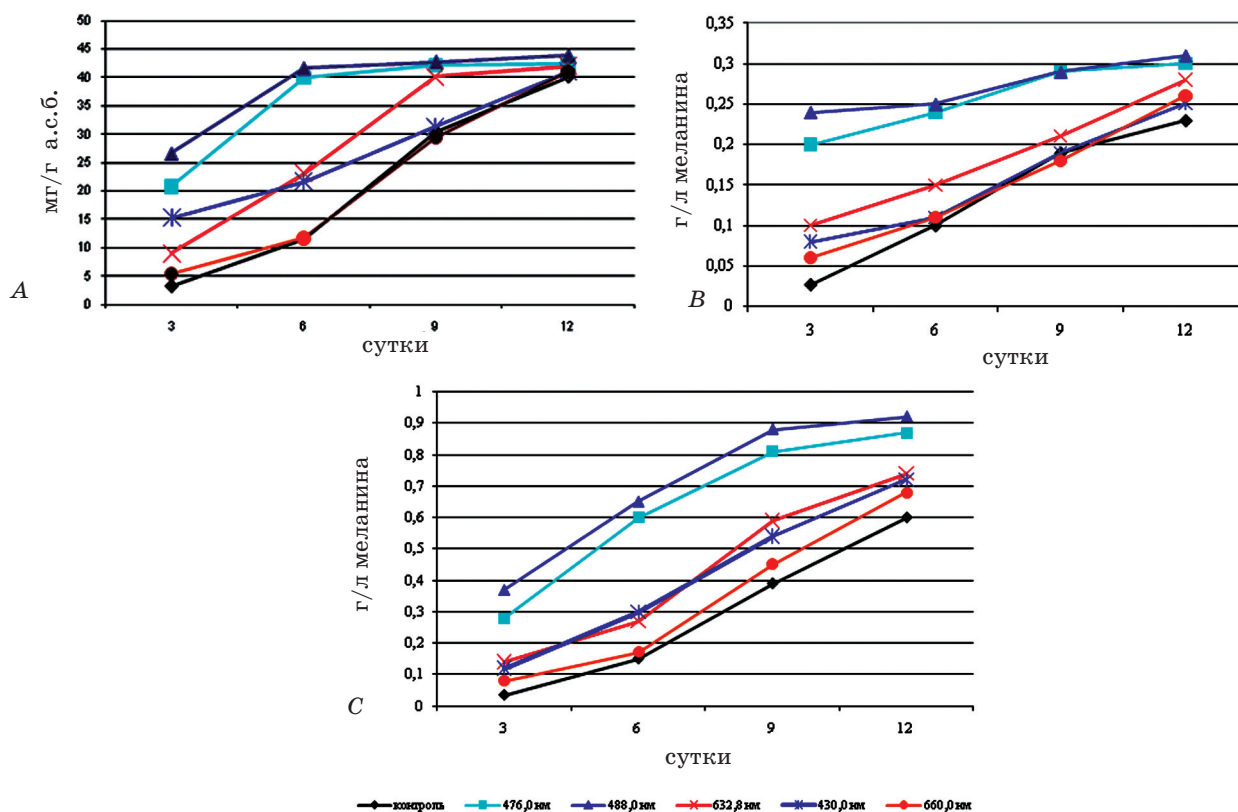 50
45
40
35
30
25
20
15
10
5
0
мг/г а.с.б.
3 6 9 12
сутки
A
0,35
0,3
0,25
0,2
0,15
0,1
0,05
0
г/л меланина
3 6 9 12
сутки
B
1
0,9
0,8
0,7
0,6
0,5
0,4
0,3
0,2
0,1
0
г/л меланина
3 6 9 12
сутки
C
контроль 476,0 нм 488,0 нм 632,8 нм 430,0 нм 660,0 нм